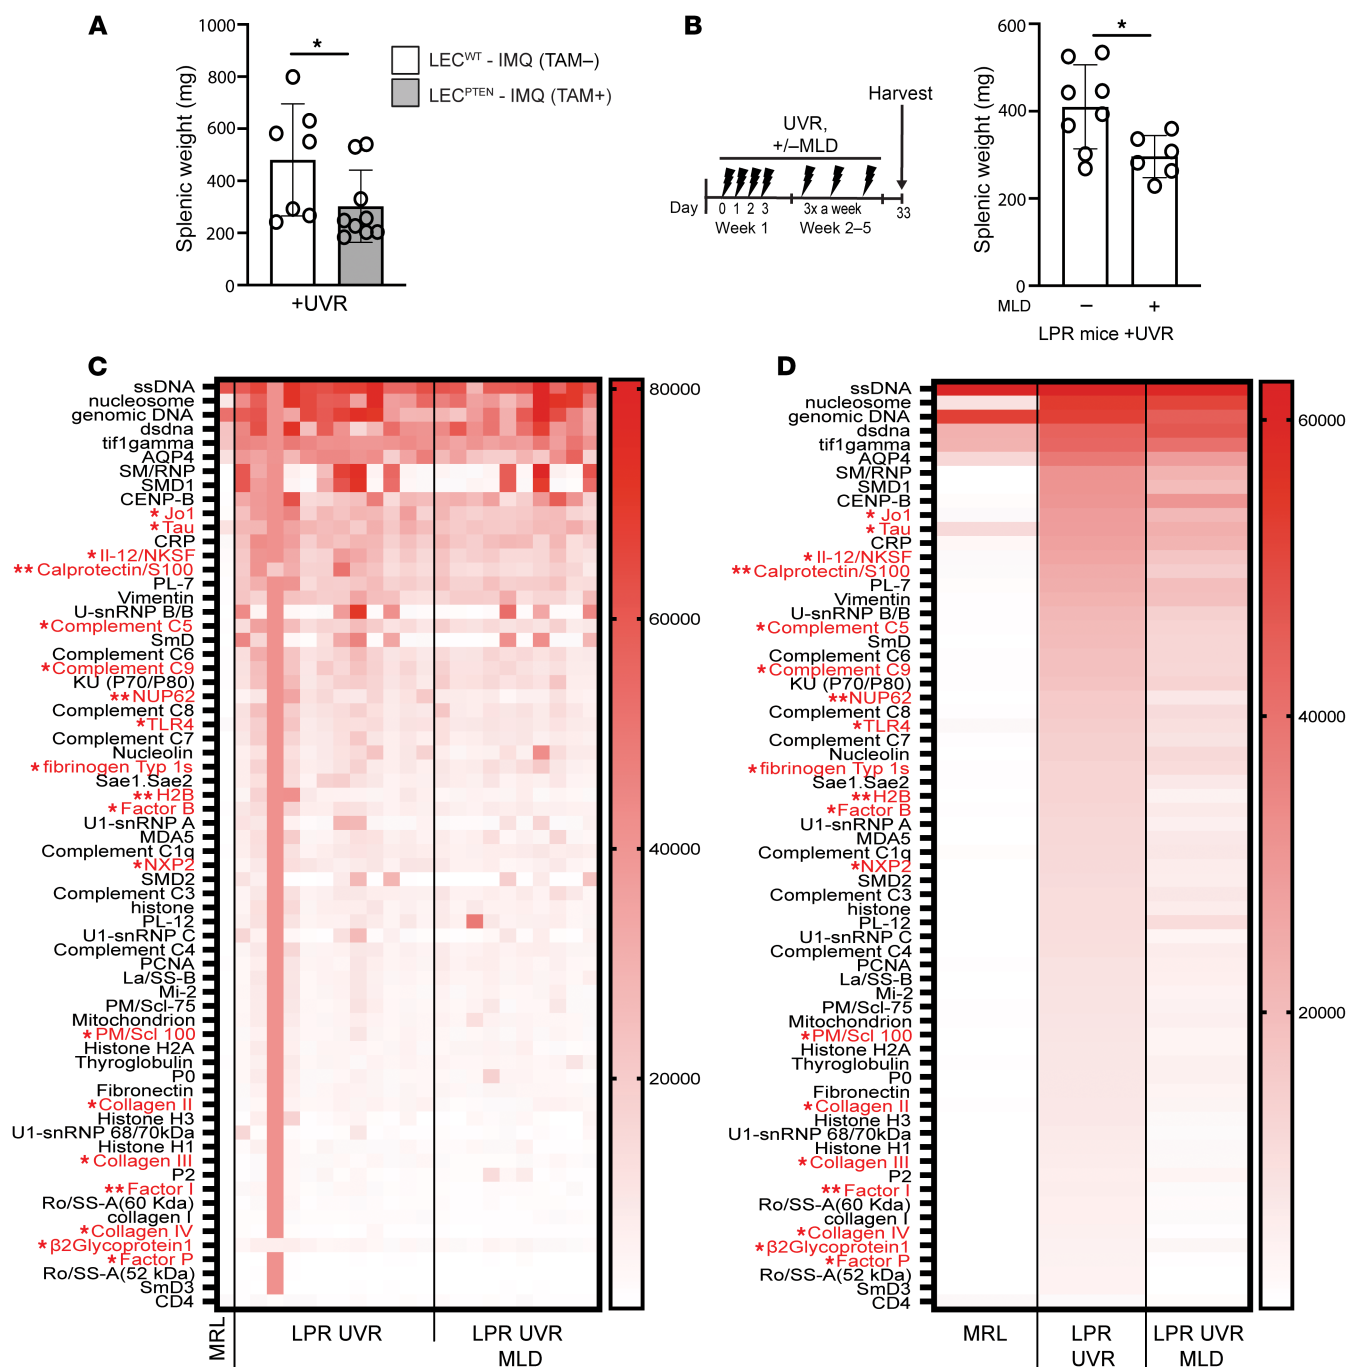 A
1000
800
600
400
200
0
Splenic weight (mg)
*
+UVR
LECWT - IMQ (TAM–)
LECPTEN - IMQ (TAM+)
B
Harvest
UVR,
+/–MLD
Day
0 1 2 3
3x a week
33
Week 1
Week 2–5
600
400
200
0
Splenic weight (mg)
*
MLD
–
+
LPR mice +UVR
C
ssDNA
nucleosome
genomic DNA
dsdna
tif1gamma
AQP4
SM/RNP
SMD1
CENP-B
* Jo1
* Tau
CRP
* Il-12/NKSF
** Calprotectin/S100
PL-7
Vimentin
U-snRNP B/B
* Complement C5
SmD
Complement C6
* Complement C9
KU (P70/P80)
** NUP62
Complement C8
* TLR4
Complement C7
Nucleolin
* fibrinogen Typ 1s
Sae1.Sae2
** H2B
* Factor B
U1-snRNP A
MDA5
Complement C1q
* NXP2
SMD2
Complement C3
histone
PL-12
U1-snRNP C
Complement C4
PCNA
La/SS-B
Mi-2
PM/Scl-75
Mitochondrion
* PM/Scl 100
Histone H2A
Thyroglobulin
P0
Fibronectin
* Collagen II
Histone H3
U1-snRNP 68/70kDa
Histone H1
* Collagen III
P2
** Factor I
Ro/SS-A(60 Kda)
collagen I
* Collagen IV
* β2Glycoprotein1
* Factor P
Ro/SS-A(52 kDa)
SmD3
CD4
MRL
LPR UVR
LPR UVR
MLD
80000
60000
40000
20000
D
ssDNA
nucleosome
genomic DNA
dsdna
tif1gamma
AQP4
SM/RNP
SMD1
CENP-B
* Jo1
* Tau
CRP
* Il-12/NKSF
** Calprotectin/S100
PL-7
Vimentin
U-snRNP B/B
* Complement C5
SmD
Complement C6
* Complement C9
KU (P70/P80)
** NUP62
Complement C8
* TLR4
Complement C7
Nucleolin
* fibrinogen Typ 1s
Sae1.Sae2
** H2B
* Factor B
U1-snRNP A
MDA5
Complement C1q
* NXP2
SMD2
Complement C3
histone
PL-12
U1-snRNP C
Complement C4
PCNA
La/SS-B
Mi-2
PM/Scl-75
Mitochondrion
* PM/Scl 100
Histone H2A
Thyroglobulin
P0
Fibronectin
* Collagen II
Histone H3
U1-snRNP 68/70kDa
Histone H1
* Collagen III
P2
** Factor I
Ro/SS-A(60 Kda)
collagen I
* Collagen IV
* β2Glycoprotein1
* Factor P
Ro/SS-A(52 kDa)
SmD3
CD4
MRL
LPR
UVR
LPR UVR
MLD
60000
40000
20000